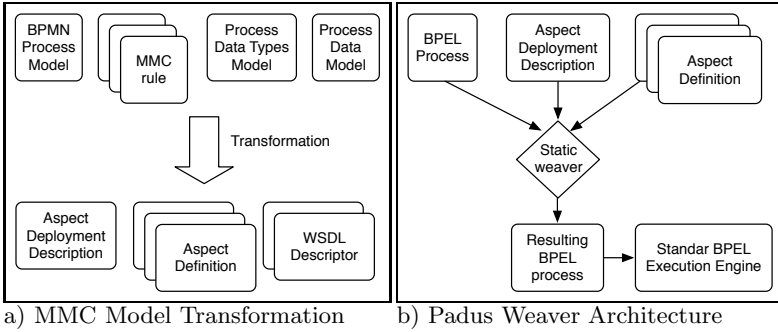 BPMN
Process
Model
MMC
rule
Process
Data Types
Model
Process
Data Model
Transformation
Aspect
Deployment
Description
Aspect
Definition
WSDL
Descriptor
a) MMC Model Transformation
BPEL
Process
Aspect
Deployment
Description
Aspect
Definition
Static
weaver
Resulting
BPEL
process
Standar BPEL
Execution Engine
b) Padus Weaver Architecture